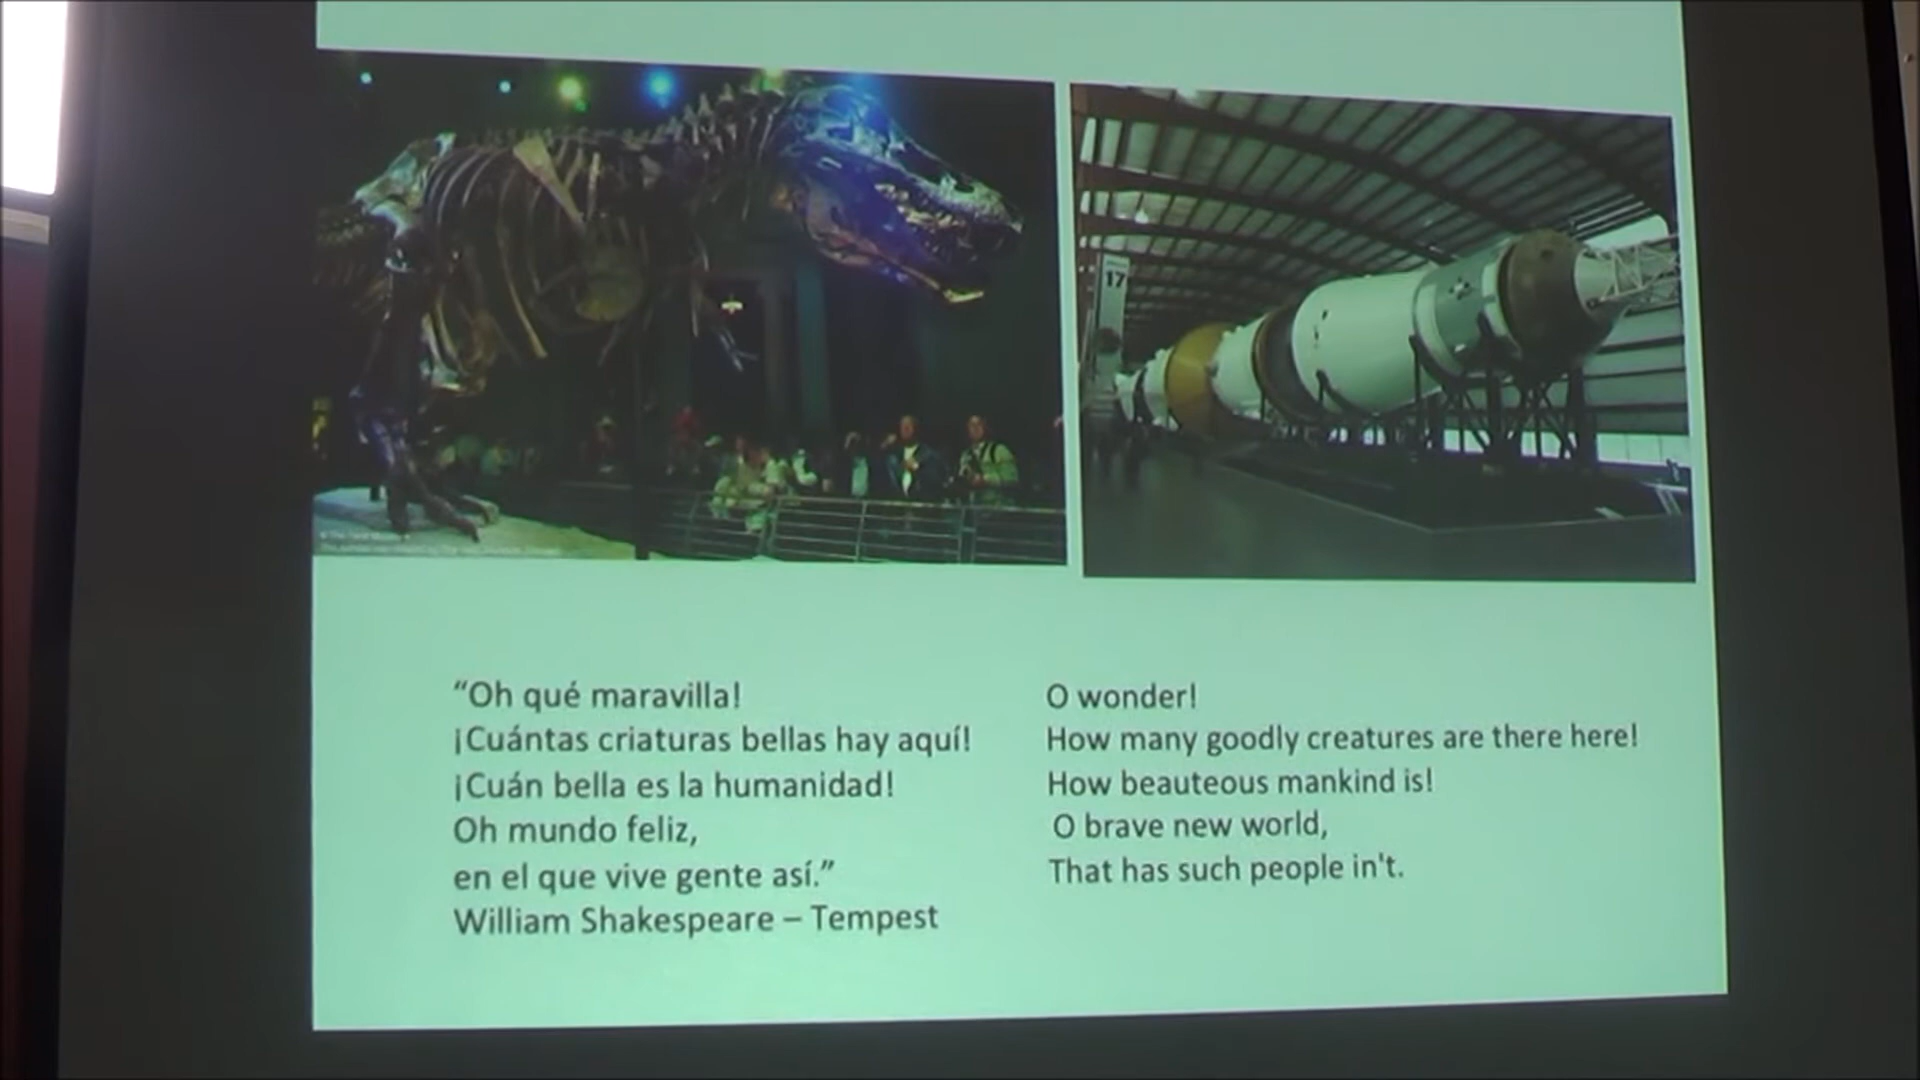 17
“Oh qué maravilla!
¡Cuántas criaturas bellas hay aquí!
¡Cuán bella es la humanidad!
Oh mundo feliz,
en el que vive gente así.”
William Shakespeare – Tempest
O wonder!
How many goodly creatures are there here!
How beauteous mankind is!
O brave new world,
That has such people in't.